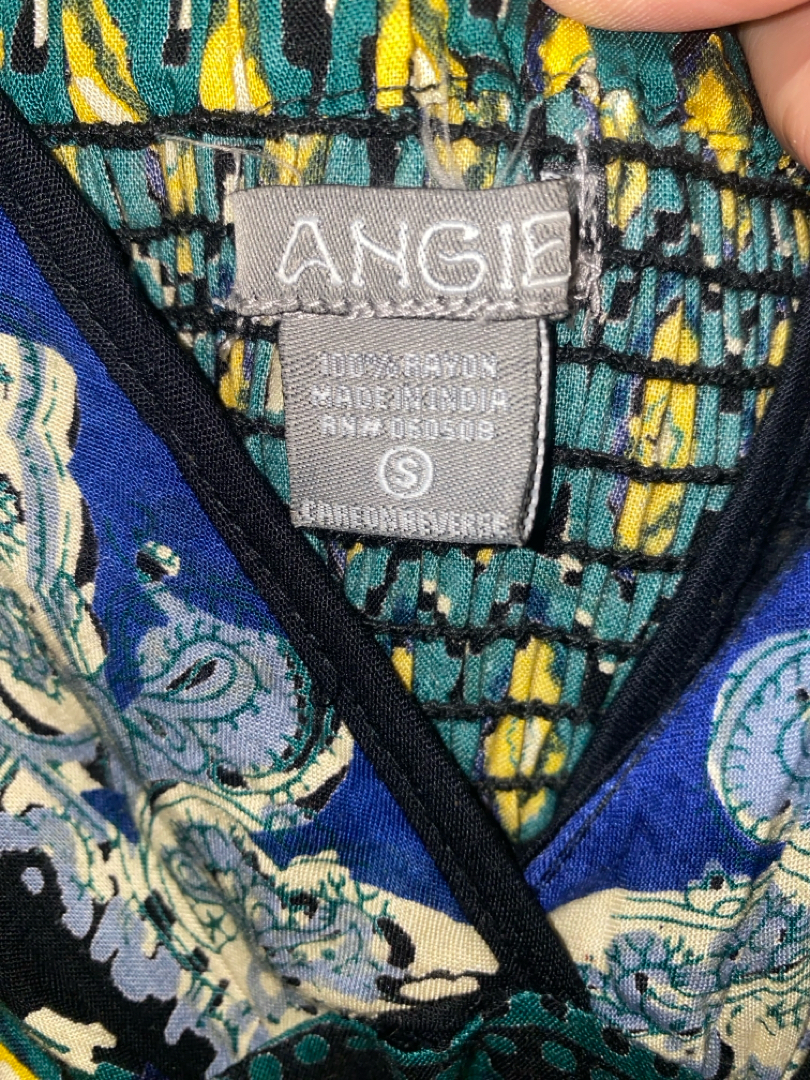 ANGIE
100% RAYON
MADE IN INDIA
RN# 060508
S
CARE ON REVERSE